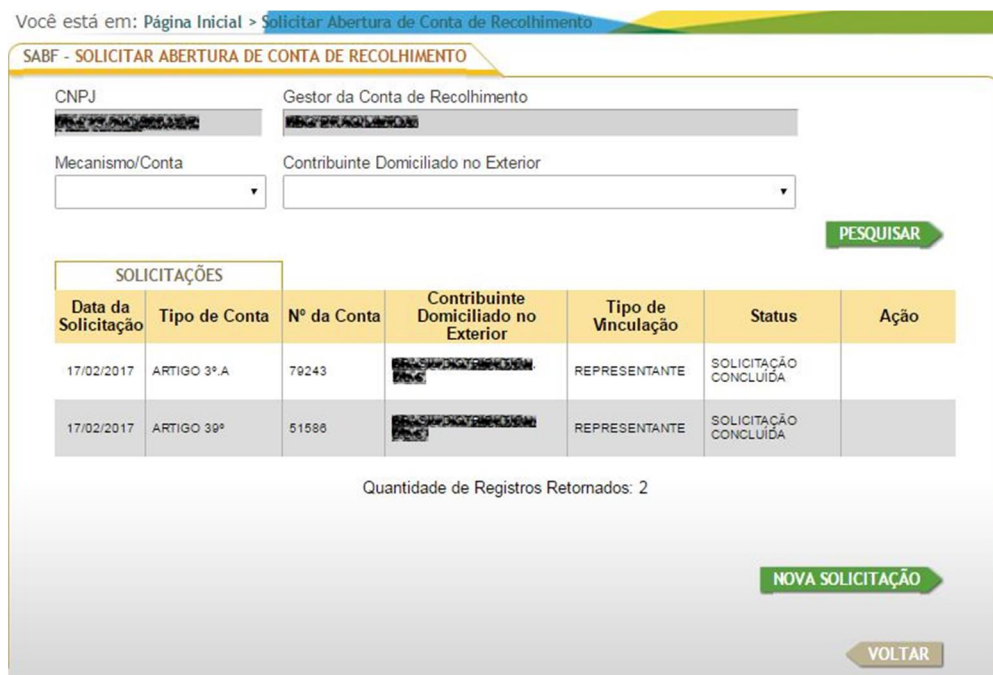 Você está em: Página Inicial > Solicitar Abertura de Conta de Recolhimento
SABF - SOLICITAR ABERTURA DE CONTA DE RECOLHIMENTO
CNPJ Gestor da Conta de Recolhimento
Mecanismo/Conta Contribuinte Domiciliado no Exterior
PESQUISAR
SOLICITAÇÕES
Data da Solicitação Tipo de Conta Nº da Conta Contribuinte Domiciliado no Exterior Tipo de Vinculação Status Ação
17/02/2017 ARTIGO 3º.A 79243 REPRESENTANTE SOLICITAÇÃO CONCLUÍDA
17/02/2017 ARTIGO 39º 51586 REPRESENTANTE SOLICITAÇÃO CONCLUÍDA
Quantidade de Registros Retornados: 2
NOVA SOLICITAÇÃO
VOLTAR